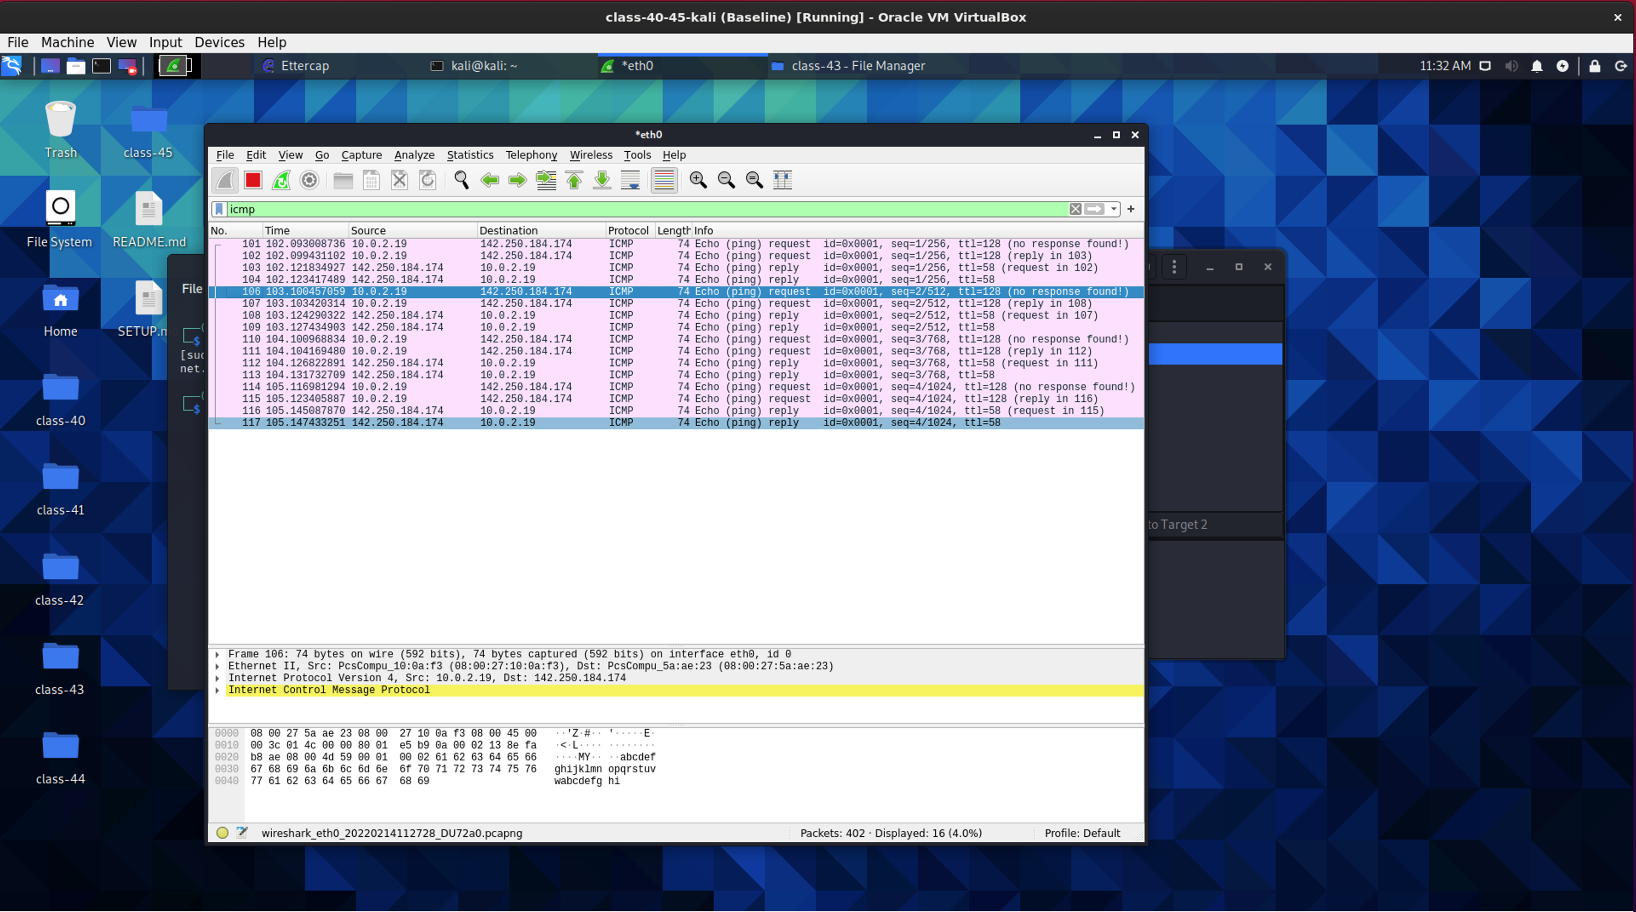 class-40-45-kali (Baseline) [Running] - Oracle VM VirtualBox
File Machine View Input Devices Help
Ettercap kali@kali: ~ *eth0 class-43 - File Manager 11:32 AM
Trash class-45
File System README.md
Home SETUP.m
class-40
class-41
class-42
class-43
class-44
File
[suc
net.
$
to Target 2
*eth0
File Edit View Go Capture Analyze Statistics Telephony Wireless Tools Help
icmp
No. Time Source Destination Protocol Length Info
101 102.093008736 10.0.2.19 142.250.184.174 ICMP 74 Echo (ping) request id=0x0001, seq=1/256, ttl=128 (no response found!)
102 102.099431102 10.0.2.19 142.250.184.174 ICMP 74 Echo (ping) request id=0x0001, seq=1/256, ttl=128 (reply in 103)
103 102.121834927 142.250.184.174 10.0.2.19 ICMP 74 Echo (ping) reply id=0x0001, seq=1/256, ttl=58 (request in 102)
104 102.123417489 142.250.184.174 10.0.2.19 ICMP 74 Echo (ping) reply id=0x0001, seq=1/256, ttl=58
106 103.100457059 10.0.2.19 142.250.184.174 ICMP 74 Echo (ping) request id=0x0001, seq=2/512, ttl=128 (no response found!)
107 103.103420314 10.0.2.19 142.250.184.174 ICMP 74 Echo (ping) request id=0x0001, seq=2/512, ttl=128 (reply in 108)
108 103.124290322 142.250.184.174 10.0.2.19 ICMP 74 Echo (ping) reply id=0x0001, seq=2/512, ttl=58 (request in 107)
109 103.127434903 142.250.184.174 10.0.2.19 ICMP 74 Echo (ping) reply id=0x0001, seq=2/512, ttl=58
110 104.100968834 10.0.2.19 142.250.184.174 ICMP 74 Echo (ping) request id=0x0001, seq=3/768, ttl=128 (no response found!)
111 104.104169480 10.0.2.19 142.250.184.174 ICMP 74 Echo (ping) request id=0x0001, seq=3/768, ttl=128 (reply in 112)
112 104.126822891 142.250.184.174 10.0.2.19 ICMP 74 Echo (ping) reply id=0x0001, seq=3/768, ttl=58 (request in 111)
113 104.131732709 142.250.184.174 10.0.2.19 ICMP 74 Echo (ping) reply id=0x0001, seq=3/768, ttl=58
114 105.116981294 10.0.2.19 142.250.184.174 ICMP 74 Echo (ping) request id=0x0001, seq=4/1024, ttl=128 (no response found!)
115 105.123405887 10.0.2.19 142.250.184.174 ICMP 74 Echo (ping) request id=0x0001, seq=4/1024, ttl=128 (reply in 116)
116 105.145087870 142.250.184.174 10.0.2.19 ICMP 74 Echo (ping) reply id=0x0001, seq=4/1024, ttl=58 (request in 115)
117 105.147433251 142.250.184.174 10.0.2.19 ICMP 74 Echo (ping) reply id=0x0001, seq=4/1024, ttl=58
Frame 106: 74 bytes on wire (592 bits), 74 bytes captured (592 bits) on interface eth0, id 0
Ethernet II, Src: PcsCompu_10:0a:f3 (08:00:27:10:0a:f3), Dst: PcsCompu_5a:ae:23 (08:00:27:5a:ae:23)
Internet Protocol Version 4, Src: 10.0.2.19, Dst: 142.250.184.174
Internet Control Message Protocol
0000 08 00 27 5a ae 23 08 00 27 10 0a f3 08 00 45 00 ··'Z·#·· '·····E·
0010 00 3c 01 4c 00 00 80 01 e5 b9 0a 00 02 13 8e fa ·<·L···· ········
0020 b8 ae 08 00 4d 59 00 01 00 02 61 62 63 64 65 66 ····MY·· ··abcdef
0030 67 68 69 6a 6b 6c 6d 6e 6f 70 71 72 73 74 75 76 ghijklmn opqrstuv
0040 77 61 62 63 64 65 66 67 68 69 wabcdefg hi
wireshark_eth0_20220214112728_DU72a0.pcapng Packets: 402 · Displayed: 16 (4.0%) Profile: Default